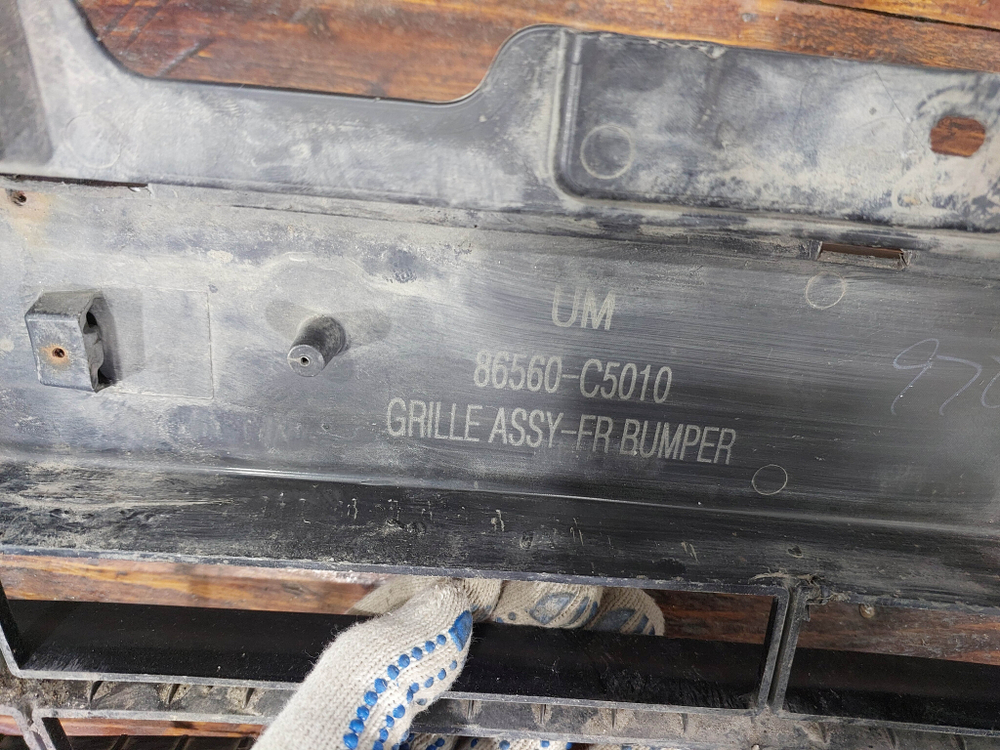 UM
86560-C5010
GRILLE ASSY-FR BUMPER